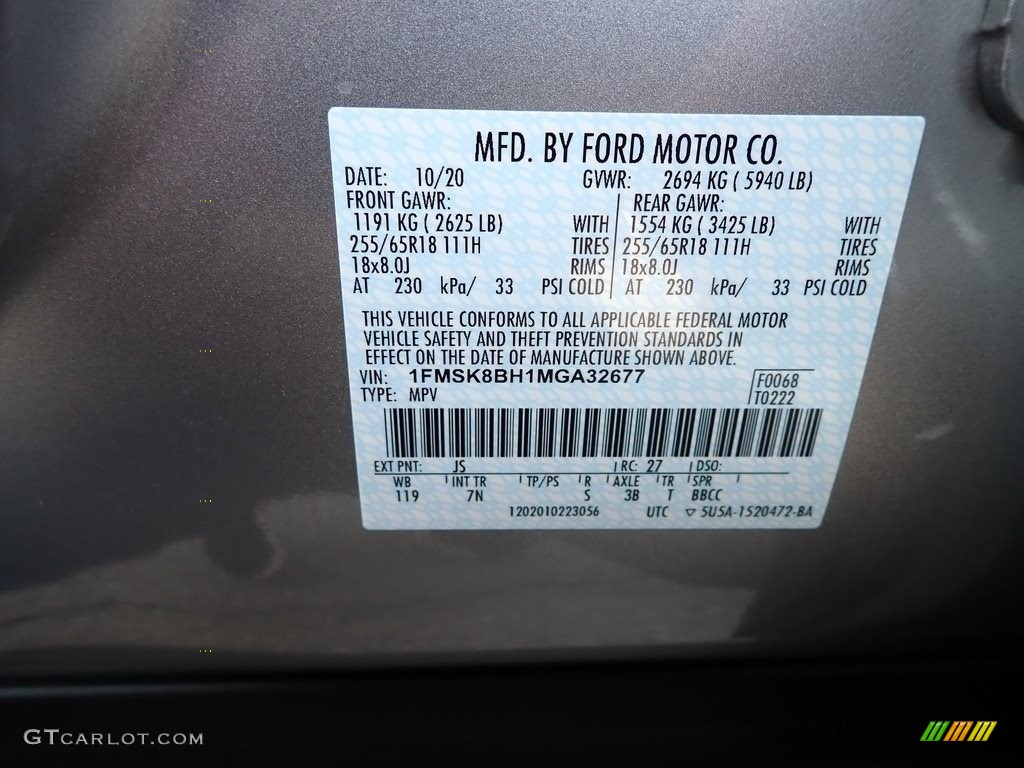 MFD. BY FORD MOTOR CO.
DATE: 10/20 GVWR: 2694 KG ( 5940 LB)
FRONT GAWR: REAR GAWR:
1191 KG ( 2625 LB) WITH 1554 KG ( 3425 LB) WITH
255/65R18 111H TIRES 255/65R18 111H TIRES
18x8.0J RIMS 18x8.0J RIMS
AT 230 kPa/ 33 PSI COLD AT 230 kPa/ 33 PSI COLD
THIS VEHICLE CONFORMS TO ALL APPLICABLE FEDERAL MOTOR
VEHICLE SAFETY AND THEFT PREVENTION STANDARDS IN
EFFECT ON THE DATE OF MANUFACTURE SHOWN ABOVE.
VIN: 1FMSK8BH1MGA32677 F0068
TYPE: MPV T0222
EXT PNT: JS RC: 27 DSO:
WB INT TR TP/PS R AXLE TR SPR
119 7N S 3B T BBCC
1202010223056 UTC ▽ 5U5A-1520472-BA
GTCARLOT.COM